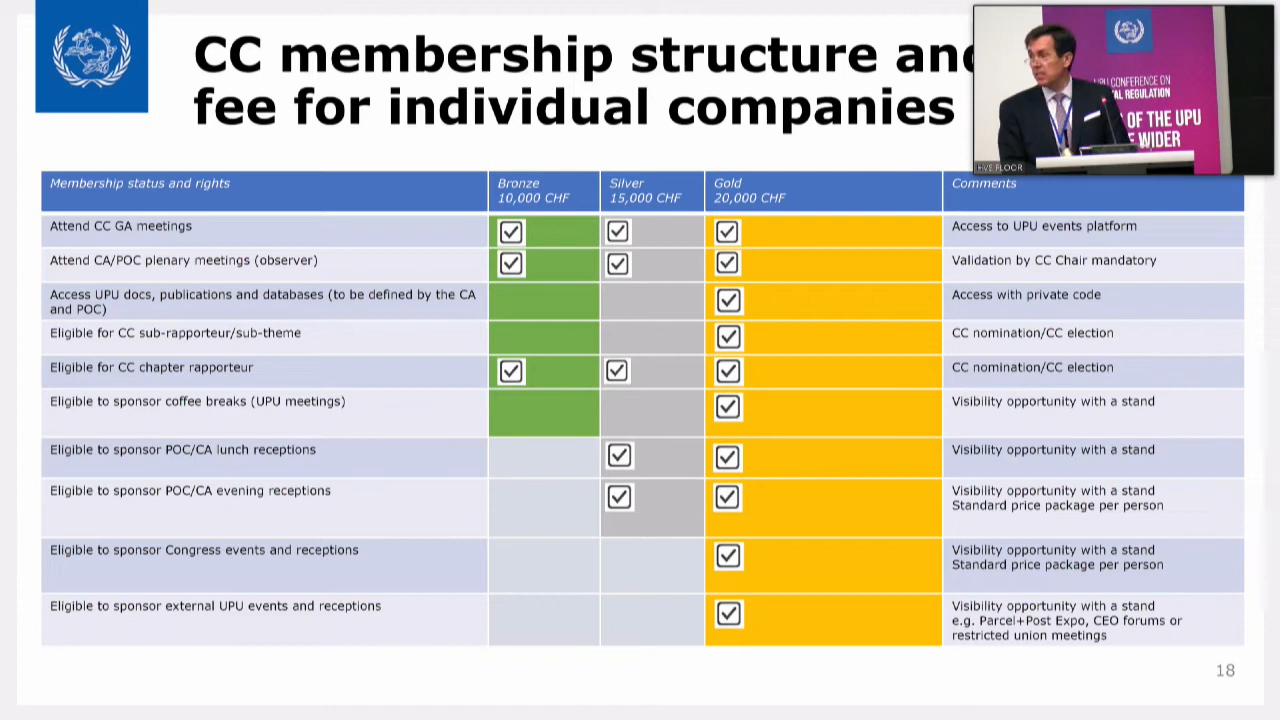 CC membership structure and
fee for individual companies
UPU CONFERENCE ON
REGULATION
OF THE UPU
WIDER
HIVE FLOOR
Membership status and rights
Bronze
10,000 CHF
Silver
15,000 CHF
Gold
20,000 CHF
Comments
Attend CC GA meetings
Access to UPU events platform
Attend CA/POC plenary meetings (observer)
Validation by CC Chair mandatory
Access UPU docs, publications and databases (to be defined by the CA
and POC)
Access with private code
Eligible for CC sub-rapporteur/sub-theme
CC nomination/CC election
Eligible for CC chapter rapporteur
CC nomination/CC election
Eligible to sponsor coffee breaks (UPU meetings)
Visibility opportunity with a stand
Eligible to sponsor POC/CA lunch receptions
Visibility opportunity with a stand
Eligible to sponsor POC/CA evening receptions
Visibility opportunity with a stand
Standard price package per person
Eligible to sponsor Congress events and receptions
Visibility opportunity with a stand
Standard price package per person
Eligible to sponsor external UPU events and receptions
Visibility opportunity with a stand
e.g. Parcel+Post Expo, CEO forums or
restricted union meetings
18